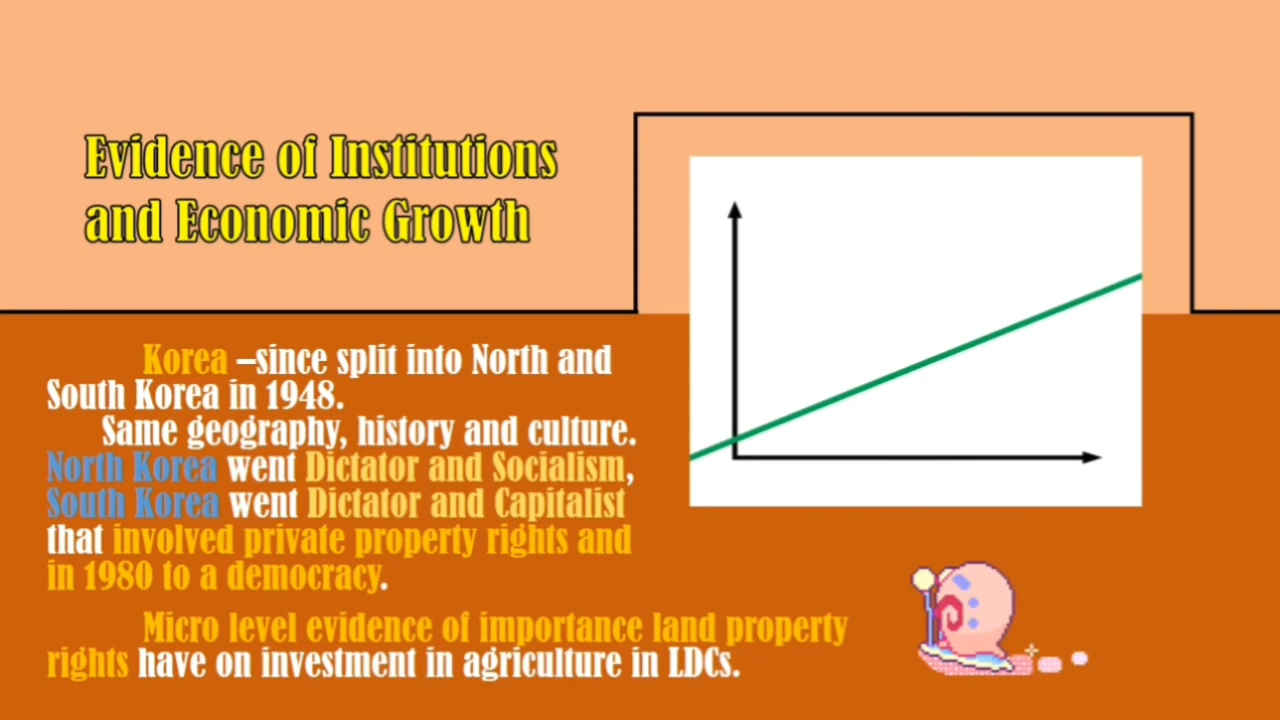 Evidence of Institutions
and Economic Growth
Korea –since split into North and
South Korea in 1948.
Same geography, history and culture.
North Korea went Dictator and Socialism,
South Korea went Dictator and Capitalist
that involved private property rights and
in 1980 to a democracy.
Micro level evidence of importance land property
rights have on investment in agriculture in LDCs.